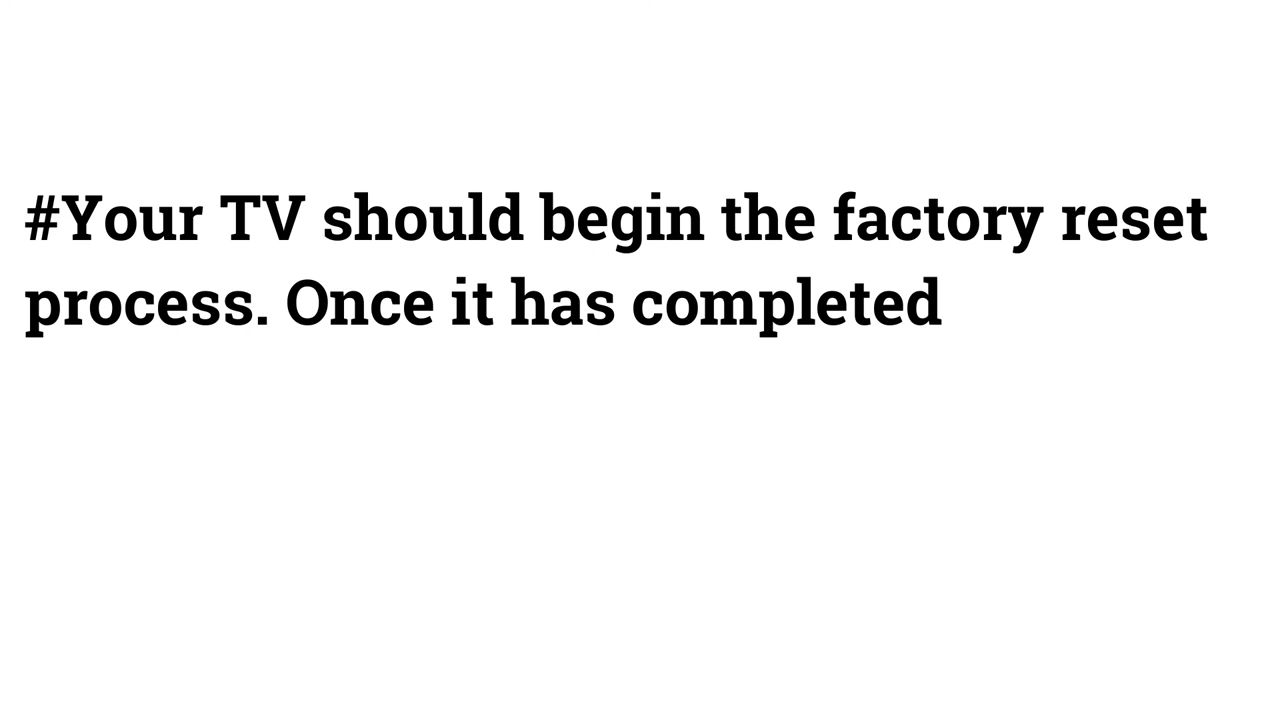 #Your TV should begin the factory reset
process. Once it has completed